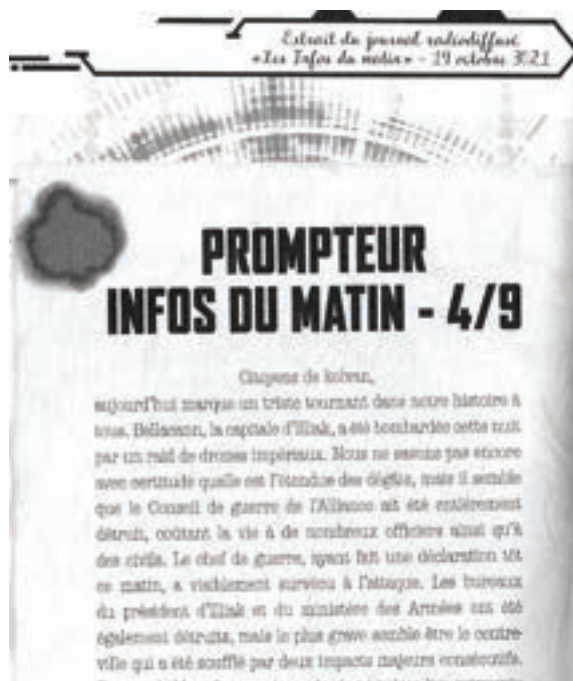 Extrait du journal radiodiffusé
«Les Infos du matin» - 19 octobre 3021
PROMPTEUR
INFOS DU MATIN - 4/9
Citoyens de
aujourd'hui marque un triste tournant dans notre histoire à
tous. Bellamann, la capitale d'Illiak, a été bombardée cette nuit
par un raid de drones impériaux. Nous ne savons pas encore
avec certitude quelle est l'étendue des dégâts, mais il semble
que le Conseil de guerre de l'Alliance ait été entièrement
détruit, coûtant la vie à de nombreux officiers ainsi qu'à
des civils. Le chef de guerre, ayant fait une déclaration tôt
ce matin, a visiblement survécu à l'attaque. Les bureaux
du président d'Illiak et du ministère des Armées ont été
également détruits, mais le plus grave semble être le centre-
ville qui a été soufflé par deux impacts majeurs consécutifs.